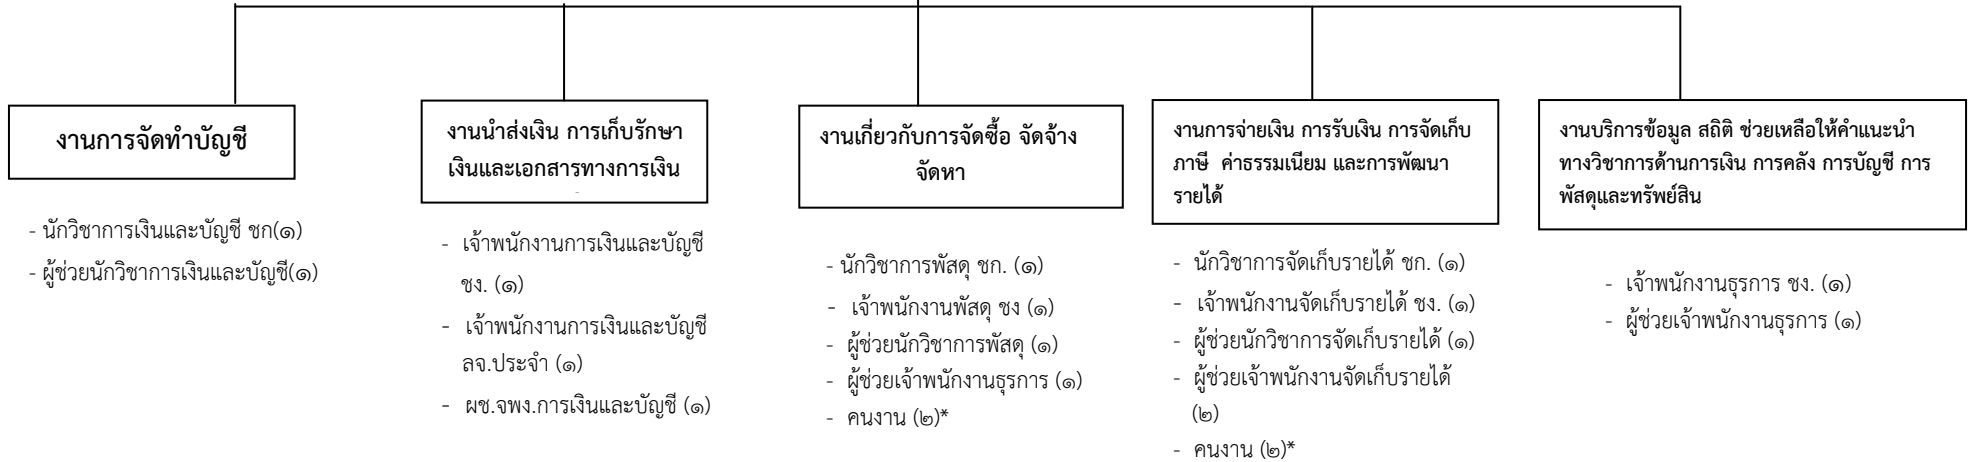 งานการจัดทำบัญชี
- นักวิชาการเงินและบัญชี ชก(๑)
- ผู้ช่วยนักวิชาการเงินและบัญชี(๑)
งานนำส่งเงิน การเก็บรักษา
เงินและเอกสารทางการเงิน
- เจ้าพนักงานการเงินและบัญชี
ชง. (๑)
- เจ้าพนักงานการเงินและบัญชี
ลจ.ประจำ (๑)
- ผช.จพง.การเงินและบัญชี (๑)
งานเกี่ยวกับการจัดซื้อ จัดจ้าง
จัดหา
- นักวิชาการพัสดุ ชก. (๑)
- เจ้าพนักงานพัสดุ ชง (๑)
- ผู้ช่วยนักวิชาการพัสดุ (๑)
- ผู้ช่วยเจ้าพนักงานธุรการ (๑)
- คนงาน (๒)*
งานการจ่ายเงิน การรับเงิน การจัดเก็บ
ภาษี ค่าธรรมเนียม และการพัฒนา
รายได้
- นักวิชาการจัดเก็บรายได้ ชก. (๑)
- เจ้าพนักงานจัดเก็บรายได้ ชง. (๑)
- ผู้ช่วยนักวิชาการจัดเก็บรายได้ (๑)
- ผู้ช่วยเจ้าพนักงานจัดเก็บรายได้
(๒)
- คนงาน (๒)*
งานบริการข้อมูล สถิติ ช่วยเหลือให้คำแนะนำ
ทางวิชาการด้านการเงิน การคลัง การบัญชี การ
พัสดุและทรัพย์สิน
- เจ้าพนักงานธุรการ ชง. (๑)
- ผู้ช่วยเจ้าพนักงานธุรการ (๑)